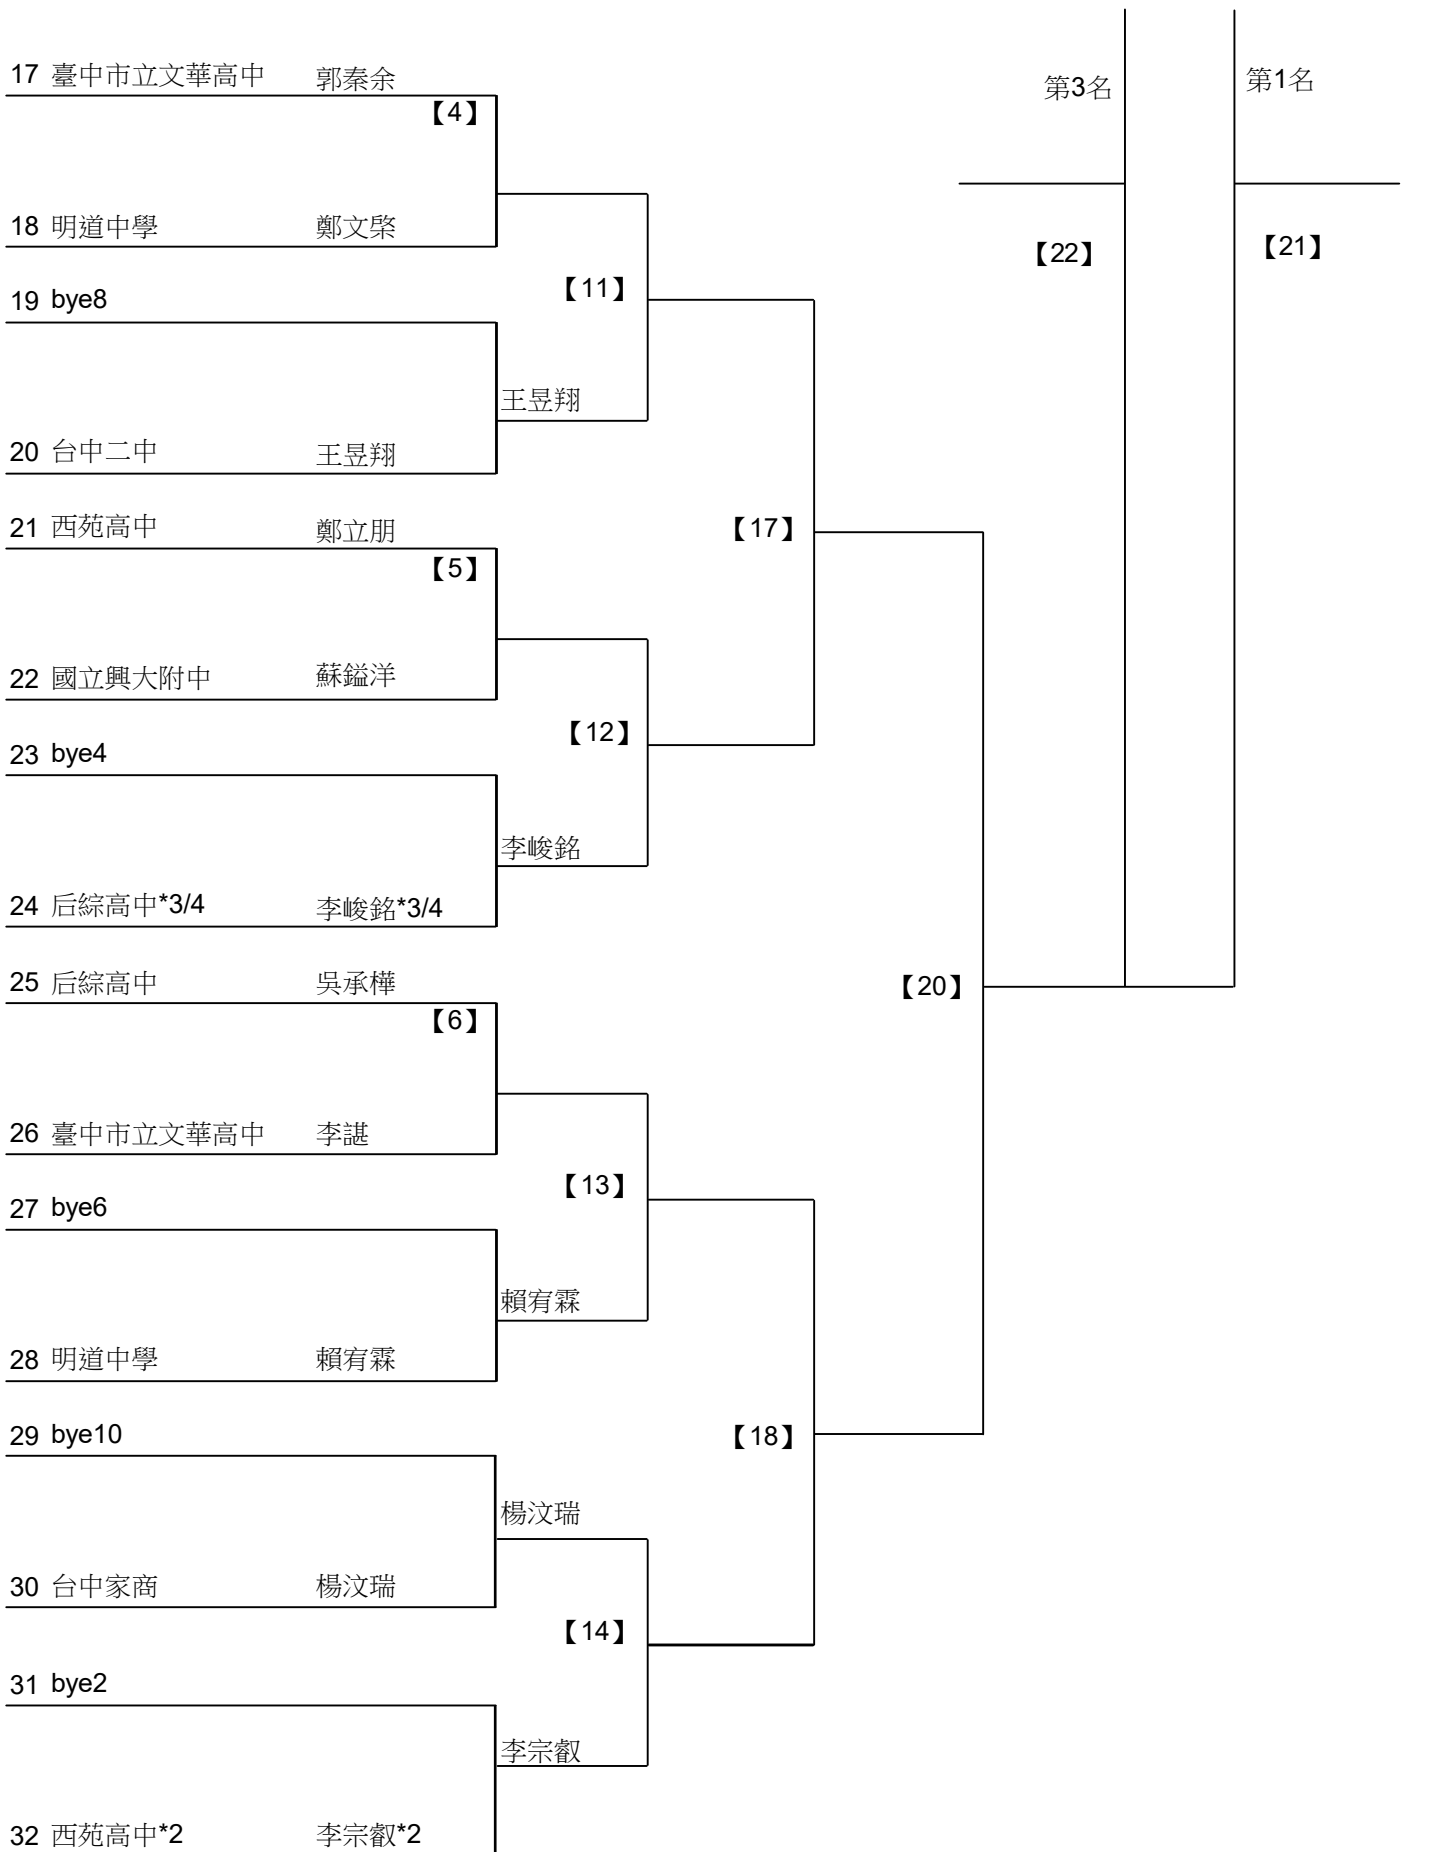 17 臺中市立文華高中 郭秦余
第3名
第1名
【4】
18 明道中學 鄭文棨
【22】
【21】
19 bye8
【11】
王昱翔
20 台中二中 王昱翔
21 西苑高中 鄭立朋
【17】
【5】
22 國立興大附中 蘇鎰洋
【12】
23 bye4
李峻銘
24 后綜高中*3/4 李峻銘*3/4
25 后綜高中 吳承樺
【20】
【6】
26 臺中市立文華高中 李諶
【13】
27 bye6
賴宥霖
28 明道中學 賴宥霖
29 bye10
【18】
楊汶瑞
30 台中家商 楊汶瑞
【14】
31 bye2
李宗叡
32 西苑高中*2 李宗叡*2